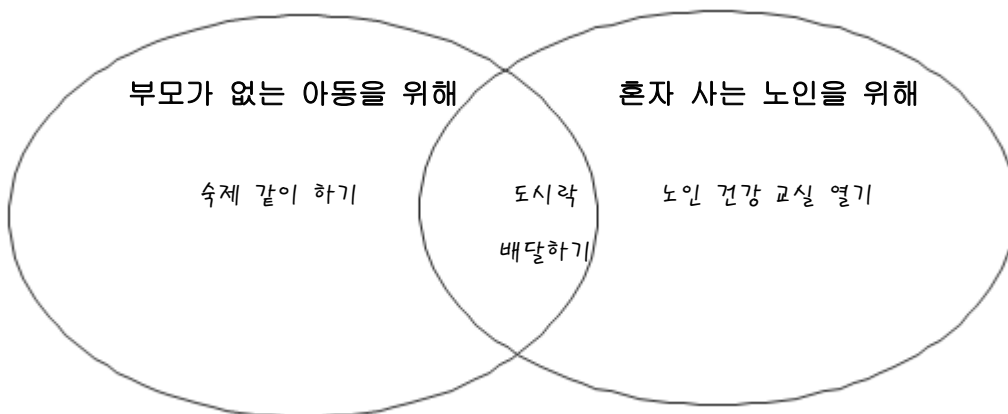 부모가 없는 아동을 위해
혼자 사는 노인을 위해
숙제 같이 하기
도시락
배달하기
노인 건강 교실 열기